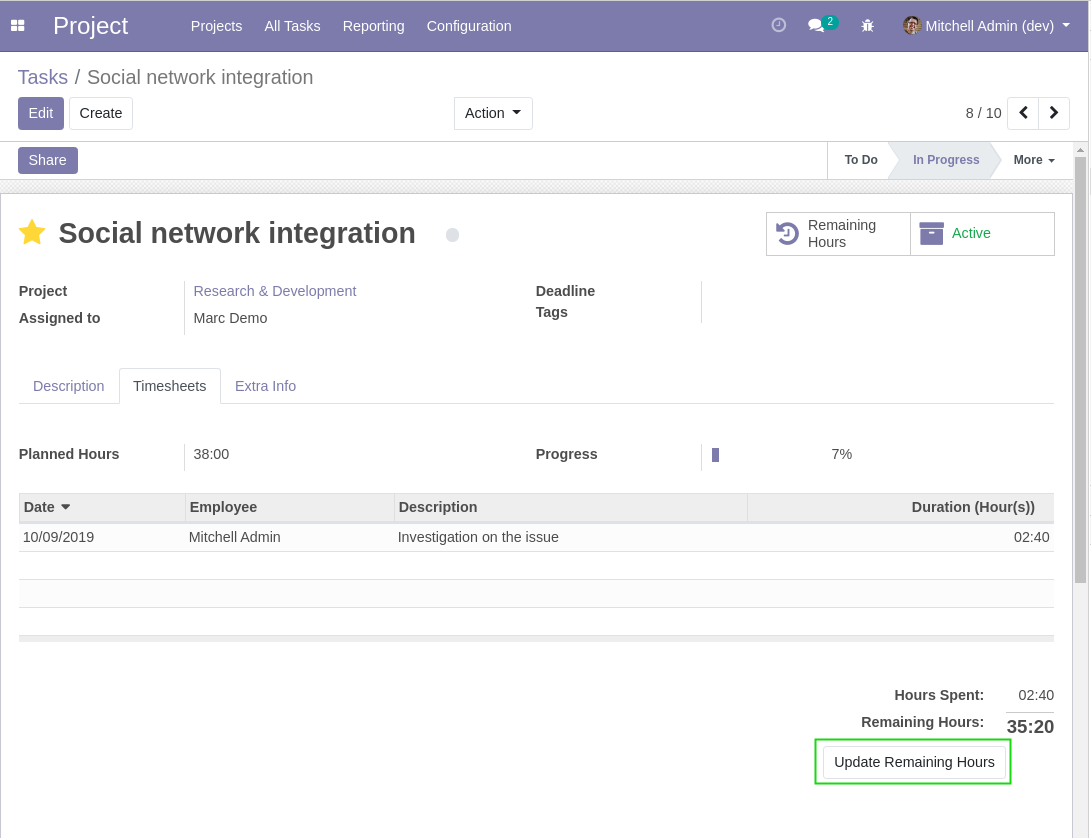 Project Projects All Tasks Reporting Configuration 2 Mitchell Admin (dev)
Tasks / Social network integration
Edit Create Action 8 / 10
Share To Do In Progress More
Social network integration Remaining Hours Active
Project Research & Development Deadline
Assigned to Marc Demo Tags
Description Timesheets Extra Info
Planned Hours 38:00 Progress 7%
Date Employee Description Duration (Hour(s))
10/09/2019 Mitchell Admin Investigation on the issue 02:40
Hours Spent: 02:40
Remaining Hours: 35:20
Update Remaining Hours